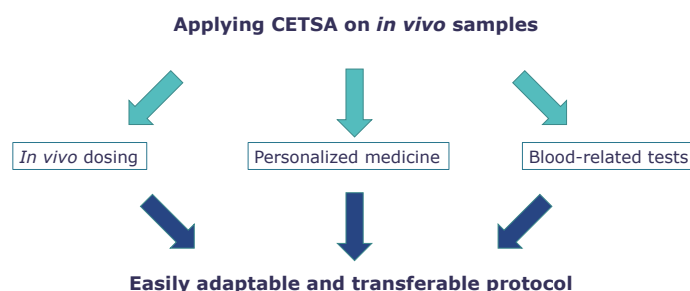 Applying CETSA on in vivo samples
In vivo dosing
Personalized medicine
Blood-related tests
Easily adaptable and transferable protocol